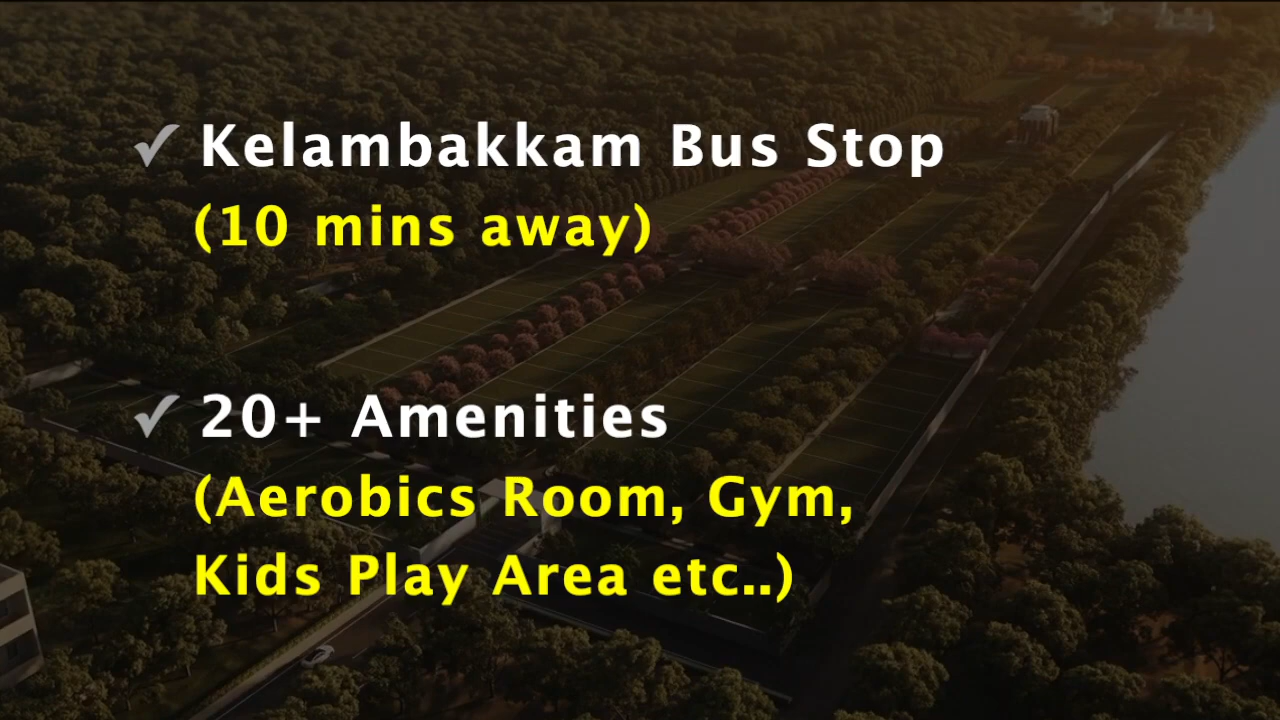 ✓ Kelambakkam Bus Stop
(10 mins away)
✓ 20+ Amenities
(Aerobics Room, Gym,
Kids Play Area etc..)